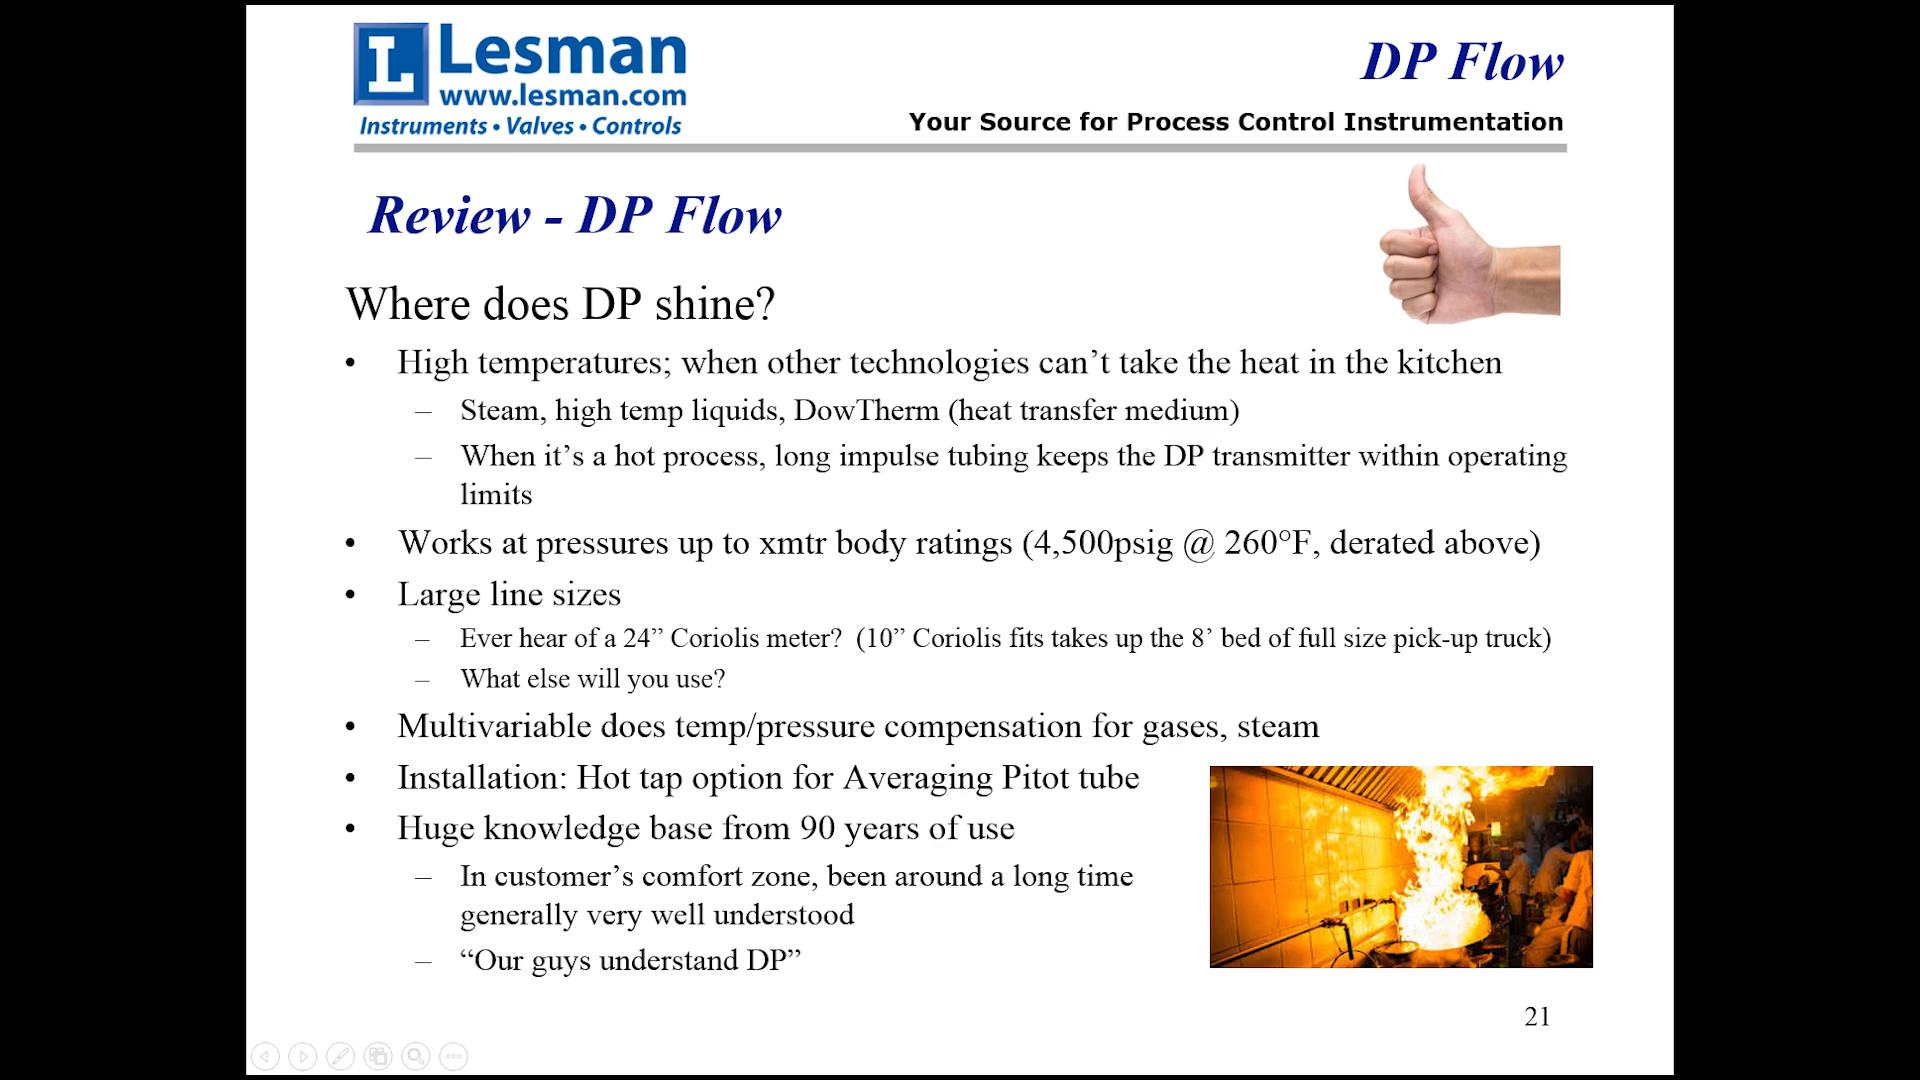 L Lesman
www.lesman.com
Instruments • Valves • Controls
DP Flow
Your Source for Process Control Instrumentation
Review - DP Flow
Where does DP shine?
• High temperatures; when other technologies can’t take the heat in the kitchen
– Steam, high temp liquids, DowTherm (heat transfer medium)
– When it’s a hot process, long impulse tubing keeps the DP transmitter within operating
limits
• Works at pressures up to xmtr body ratings (4,500psig @ 260°F, derated above)
• Large line sizes
– Ever hear of a 24” Coriolis meter?  (10” Coriolis fits takes up the 8’ bed of full size pick-up truck)
– What else will you use?
• Multivariable does temp/pressure compensation for gases, steam
• Installation: Hot tap option for Averaging Pitot tube
• Huge knowledge base from 90 years of use
– In customer’s comfort zone, been around a long time
generally very well understood
– “Our guys understand DP”
21